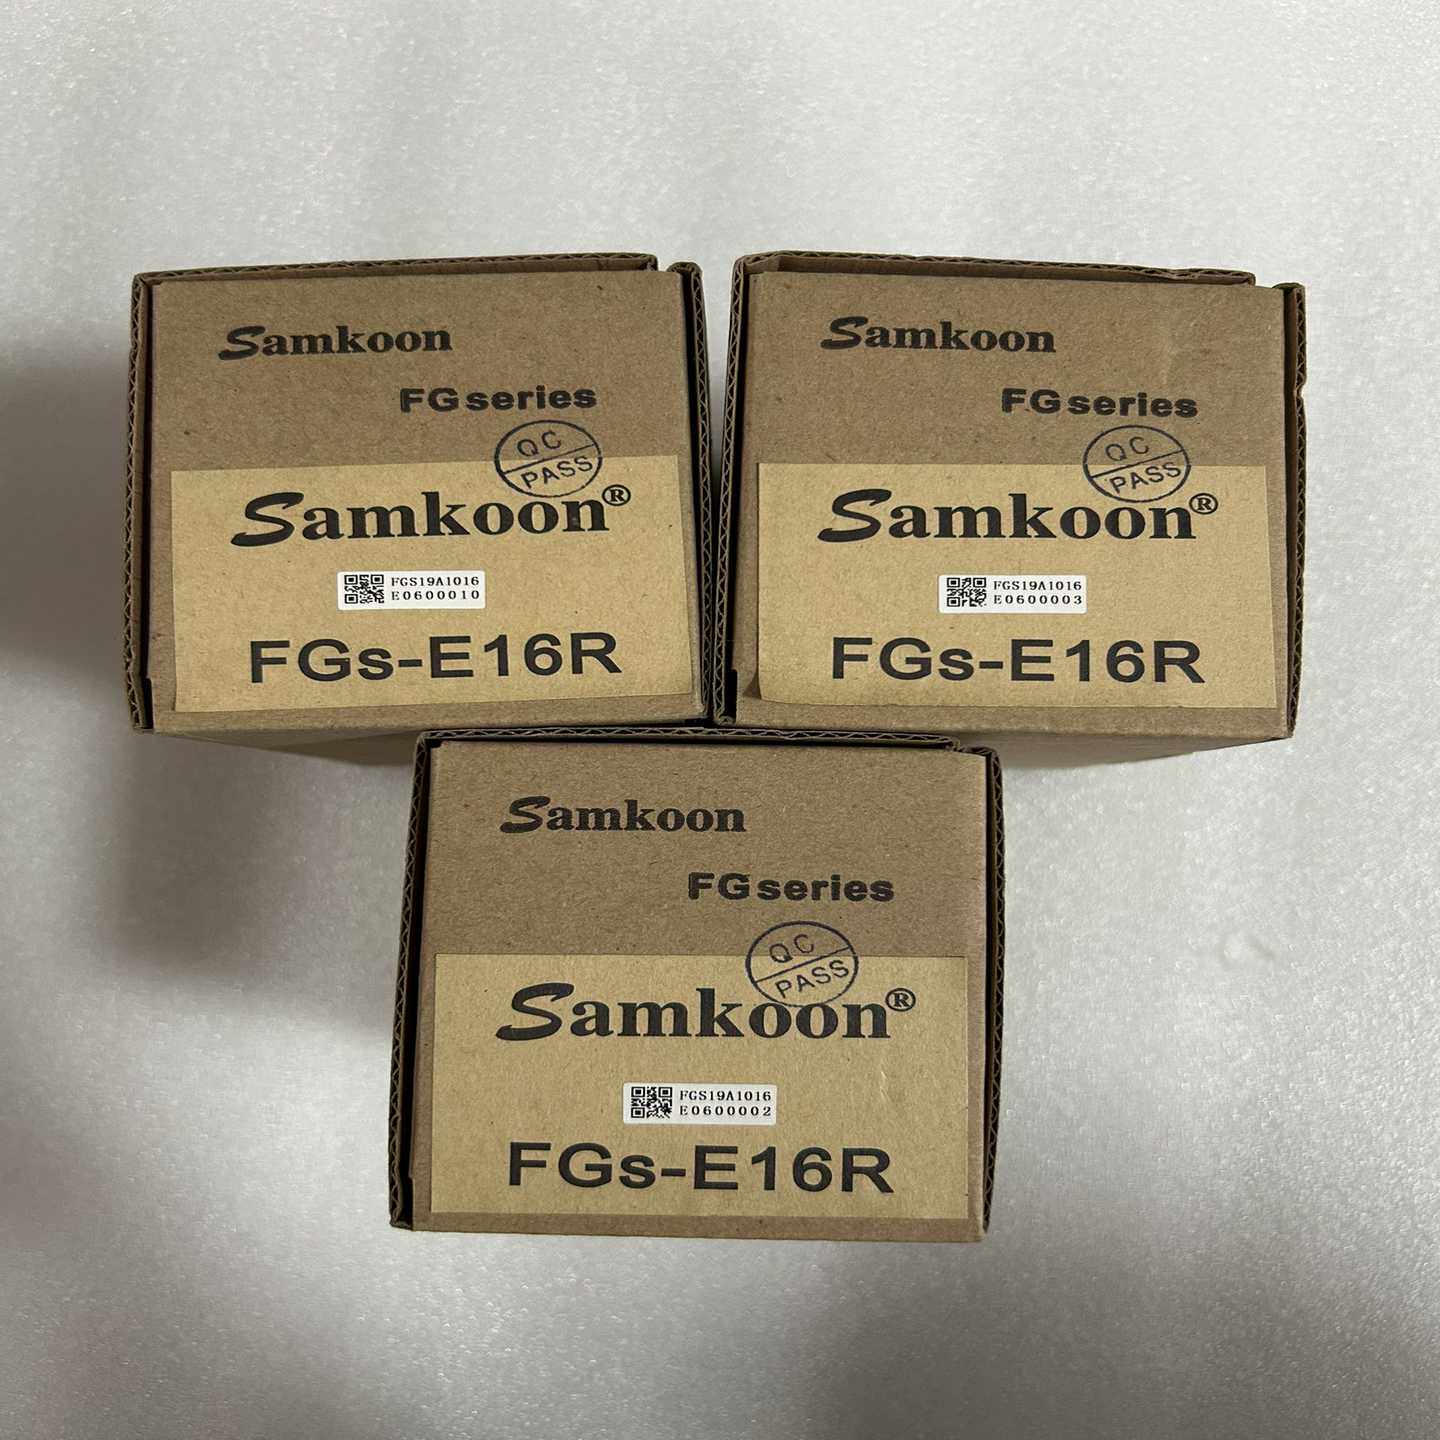 Samkoon
FG series
QC
PASS
Samkoon®
FGS19A1016
E0600010
FGs-E16R
Samkoon
FG series
QC
PASS
Samkoon®
FGS19A1016
E0600003
FGs-E16R
Samkoon
FG series
QC
PASS
Samkoon®
FGS19A1016
E0600002
FGs-E16R